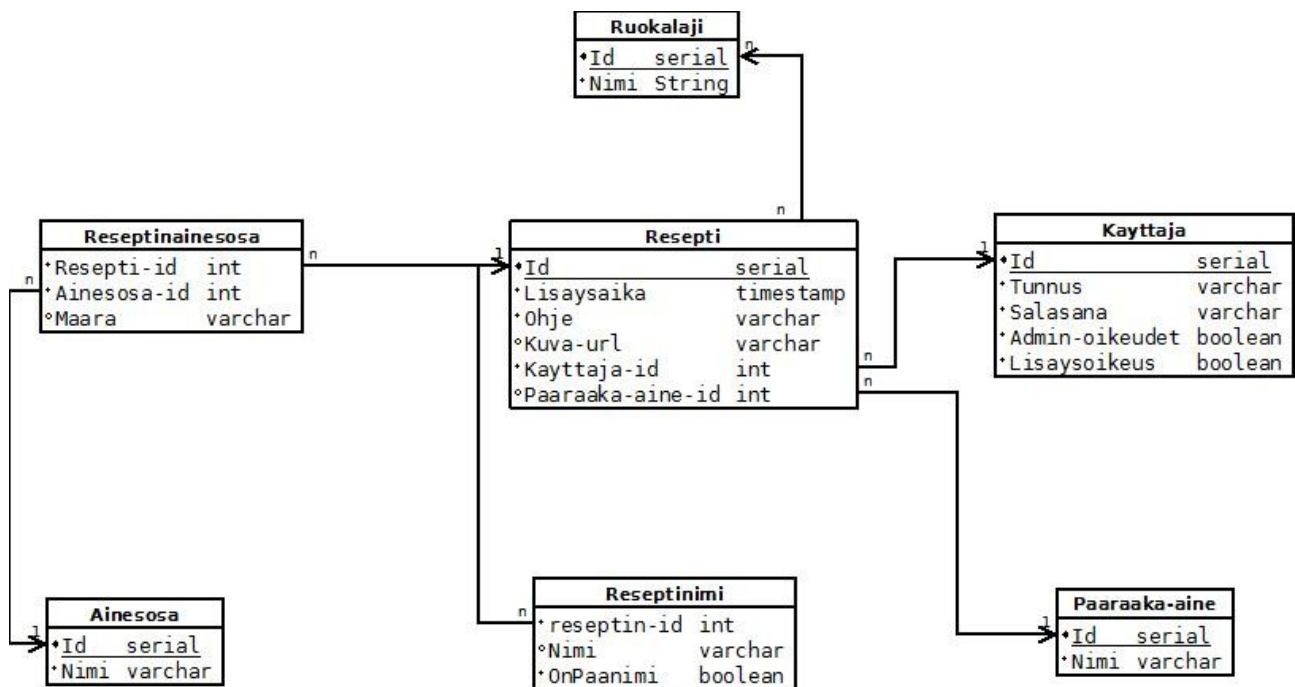 Ruokalaji
n
Id serial
Nimi String
n
Reseptinainesosa
n
Resepti-id int
n
Ainesosa-id int
Maara varchar
Resepti
1
Id serial
Lisaysaika timestamp
Ohje varchar
Kuva-url varchar
Kayttaja-id int
n
Paaraaka-aine-id int
n
Kayttaja
1
Id serial
Tunnus varchar
Salasana varchar
Admin-oikeudet boolean
Lisaysoikeus boolean
Ainesosa
1
Id serial
Nimi varchar
Reseptinimi
n
reseptin-id int
Nimi varchar
OnPaanimi boolean
Paaraaka-aine
1
Id serial
Nimi varchar